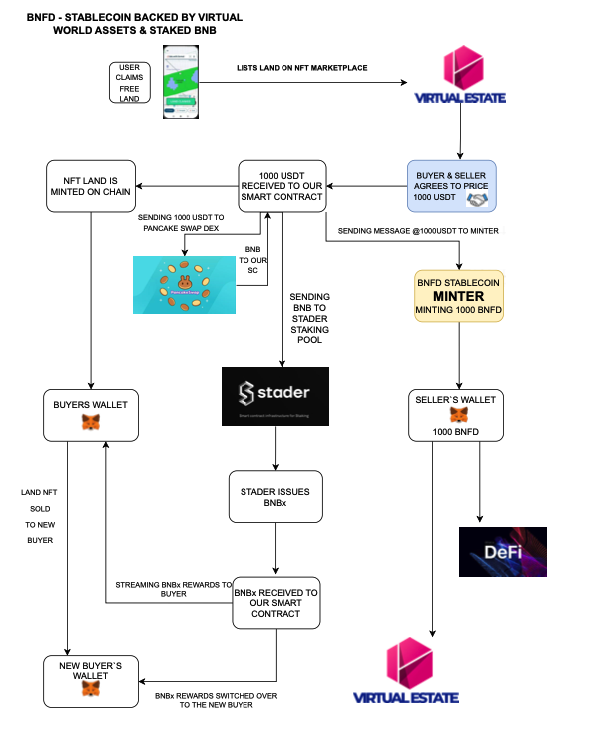 BNFD - STABLECOIN BACKED BY VIRTUAL
WORLD ASSETS & STAKED BNB
USER
CLAIMS
FREE
LAND
LISTS LAND ON NFT MARKETPLACE
VIRTUAL ESTATE
NFT LAND IS
MINTED ON CHAIN
1000 USDT
RECEIVED TO OUR
SMART CONTRACT
BUYER & SELLER
AGREES TO PRICE
1000 USDT
SENDING 1000 USDT TO
PANCAKE SWAP DEX
BNB
TO OUR
SC
SENDING MESSAGE @1000USDT TO MINTER
SENDING
BNB TO
STADER
STAKING
POOL
BNFD STABLECOIN
MINTER
MINTING 1000 BNFD
BUYERS WALLET
stader
Smart contract infrastructure for Staking
SELLER`S WALLET
1000 BNFD
LAND NFT
SOLD
TO NEW
BUYER
STADER ISSUES
BNBx
DeFi
STREAMING BNBx REWARDS TO
BUYER
BNBx RECEIVED TO
OUR SMART
CONTRACT
NEW BUYER`S
WALLET
BNBx REWARDS SWITCHED OVER
TO THE NEW BUYER
VIRTUAL ESTATE